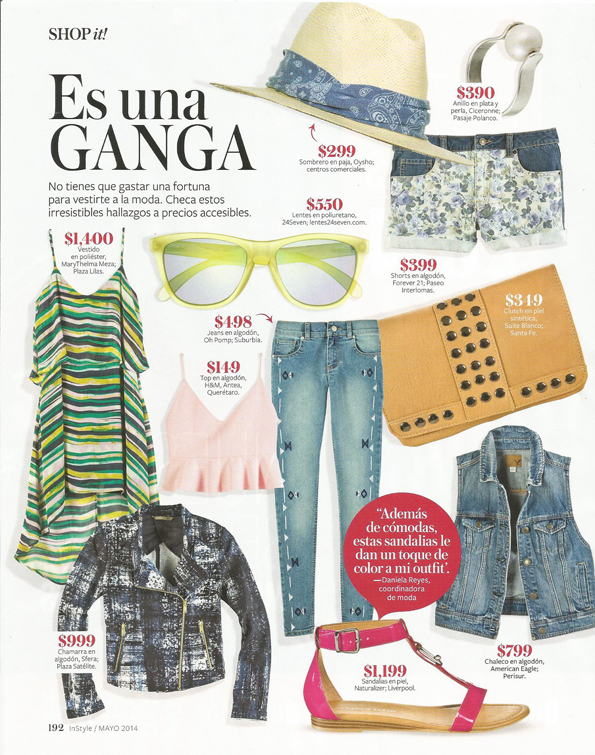 SHOP it!
Es una
GANGA
No tienes que gastar una fortuna
para vestirte a la moda. Checa estos
irresistibles hallazgos a precios accesibles.
$390
Anillo en plata y
perla, Ciceronne;
Pasaje Polanco.
$299
Sombrero en paja, Oysho;
centros comerciales.
$550
Lentes en poliuretano,
24Seven; lentes24seven.com.
$1,400
Vestido
en poliéster,
MaryThelma Meza;
Plaza Lilas.
$399
Shorts en algodón,
Forever 21; Paseo
Interlomas.
$349
Clutch en piel
sintética,
Suite Blanco;
Santa Fe.
$498
Jeans en algodón,
Oh Pomp; Suburbia.
$149
Top en algodón,
H&M, Antea,
Querétaro.
“Además
de cómodas,
estas sandalias le
dan un toque de
color a mi outfit’.
—Daniela Reyes,
coordinadora
de moda
$999
Chamarra en
algodón, Sfera;
Plaza Satélite.
$1,199
Sandalias en piel,
Naturalizer; Liverpool.
$799
Chaleco en algodón,
American Eagle;
Perisur.
192 InStyle / MAYO 2014